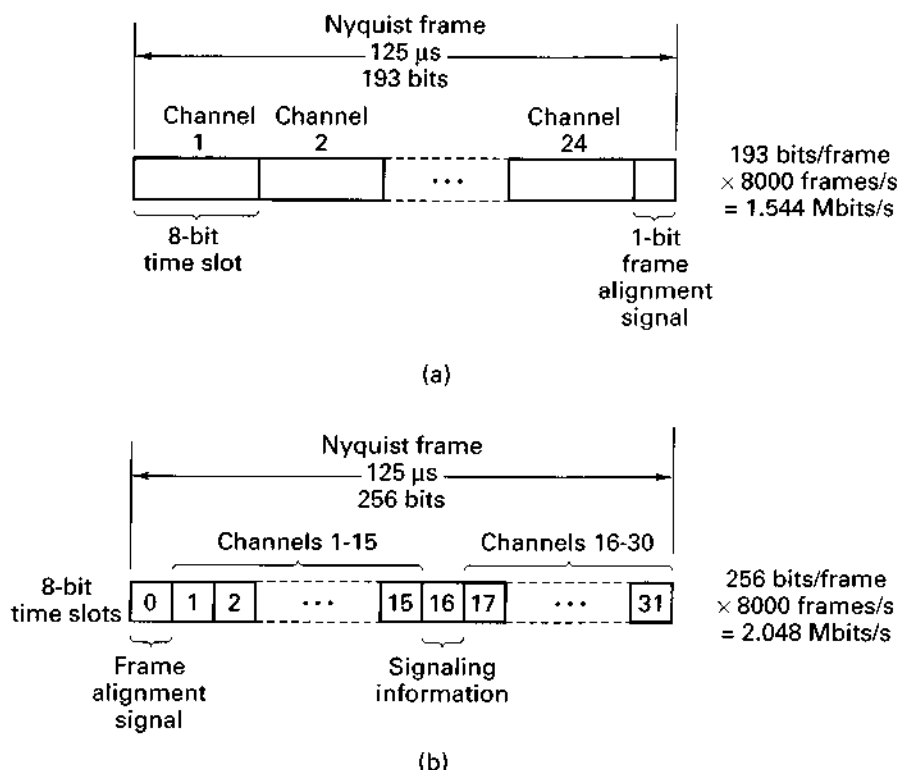 Nyquist frame
125 μs
193 bits
Channel
1
Channel
2
Channel
24
...
193 bits/frame
× 8000 frames/s
= 1.544 Mbits/s
8-bit
time slot
1-bit
frame
alignment
signal
(a)
Nyquist frame
125 μs
256 bits
Channels 1-15
Channels 16-30
8-bit
time slots
0
1
2
...
15
16
17
...
31
256 bits/frame
× 8000 frames/s
= 2.048 Mbits/s
Frame
alignment
signal
Signaling
information
(b)